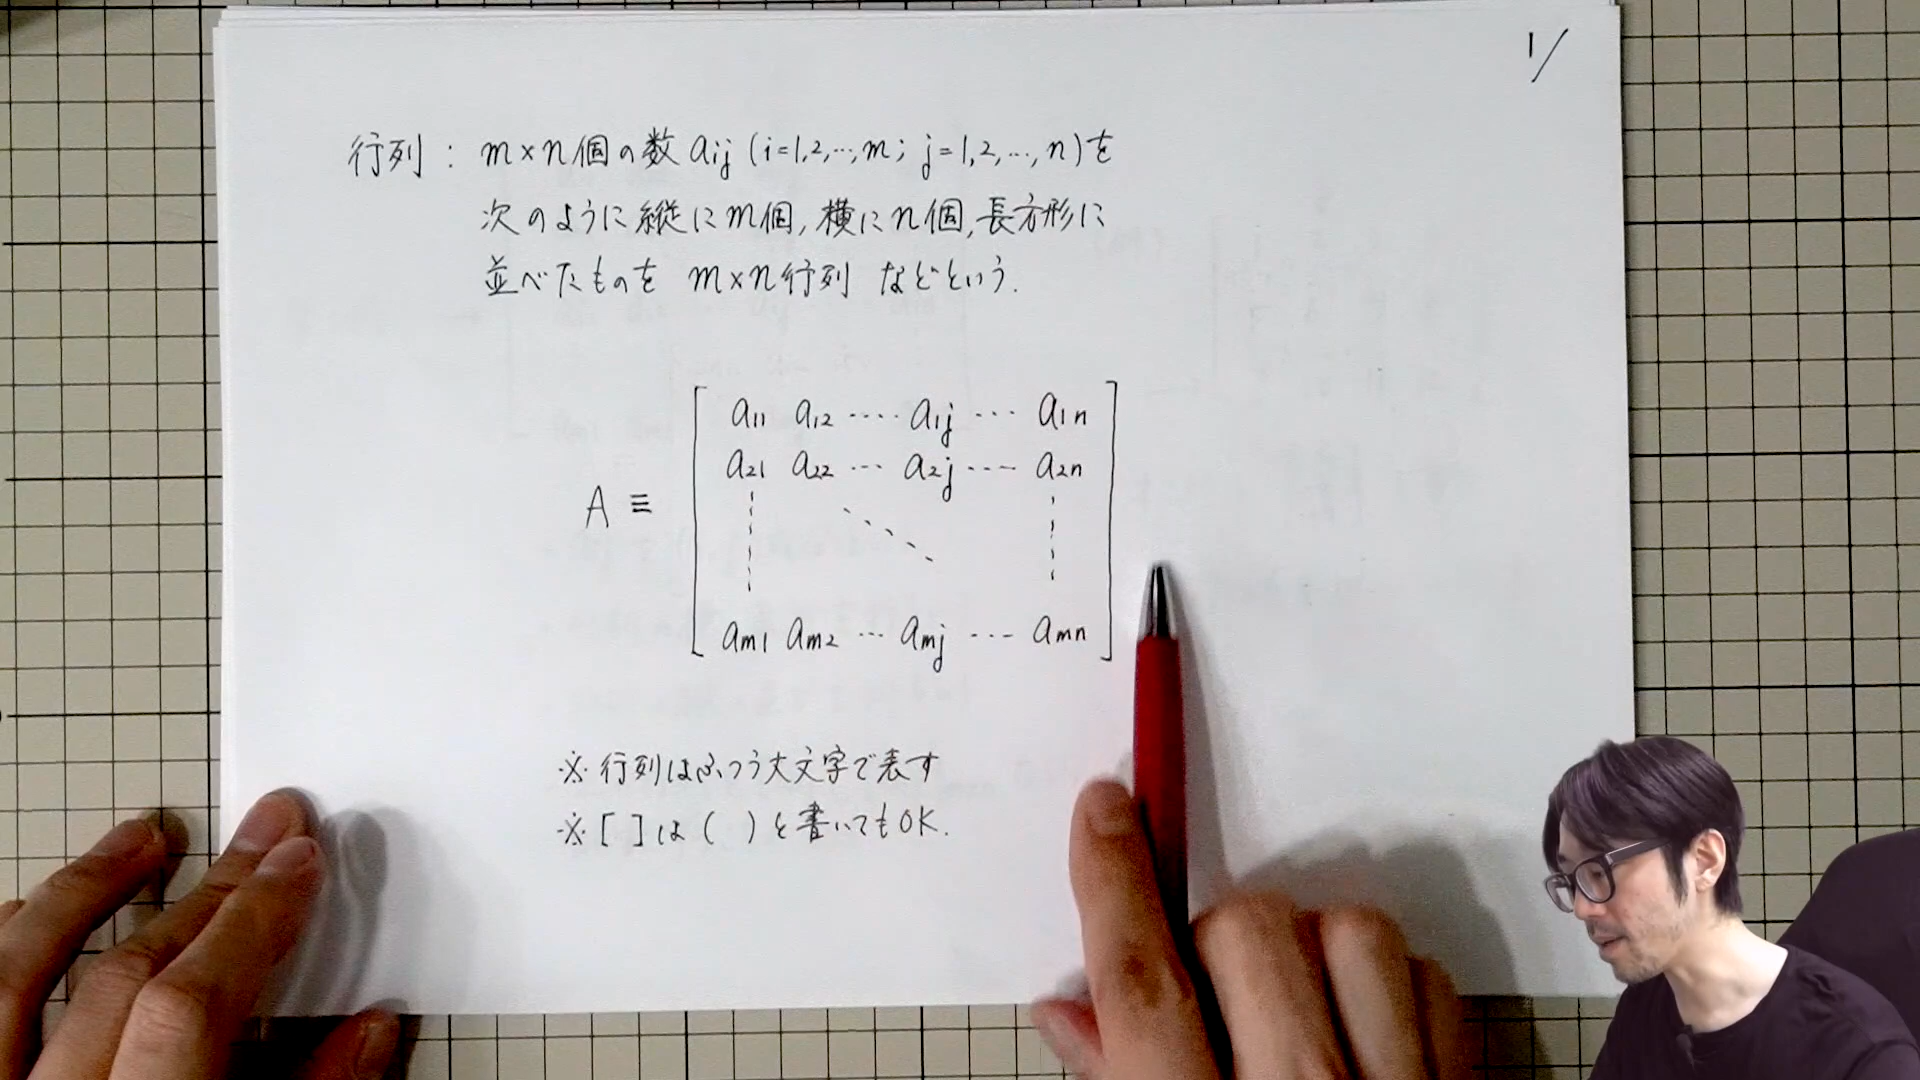 1/
行列 : m×n個の数 aij (i=1,2,…,m; j=1,2,…,n)を
次のように縦にm個,横にn個,長方形に
並べたものを m×n行列 などという.
a11 a12 ···· a1j ··· a1n
a21 a22 ··· a2j ···· a2n
A ≡
am1 am2 ··· amj ··· amn
※ 行列はふつう大文字で表す
※ [ ]は ( ) と書いてもOK.